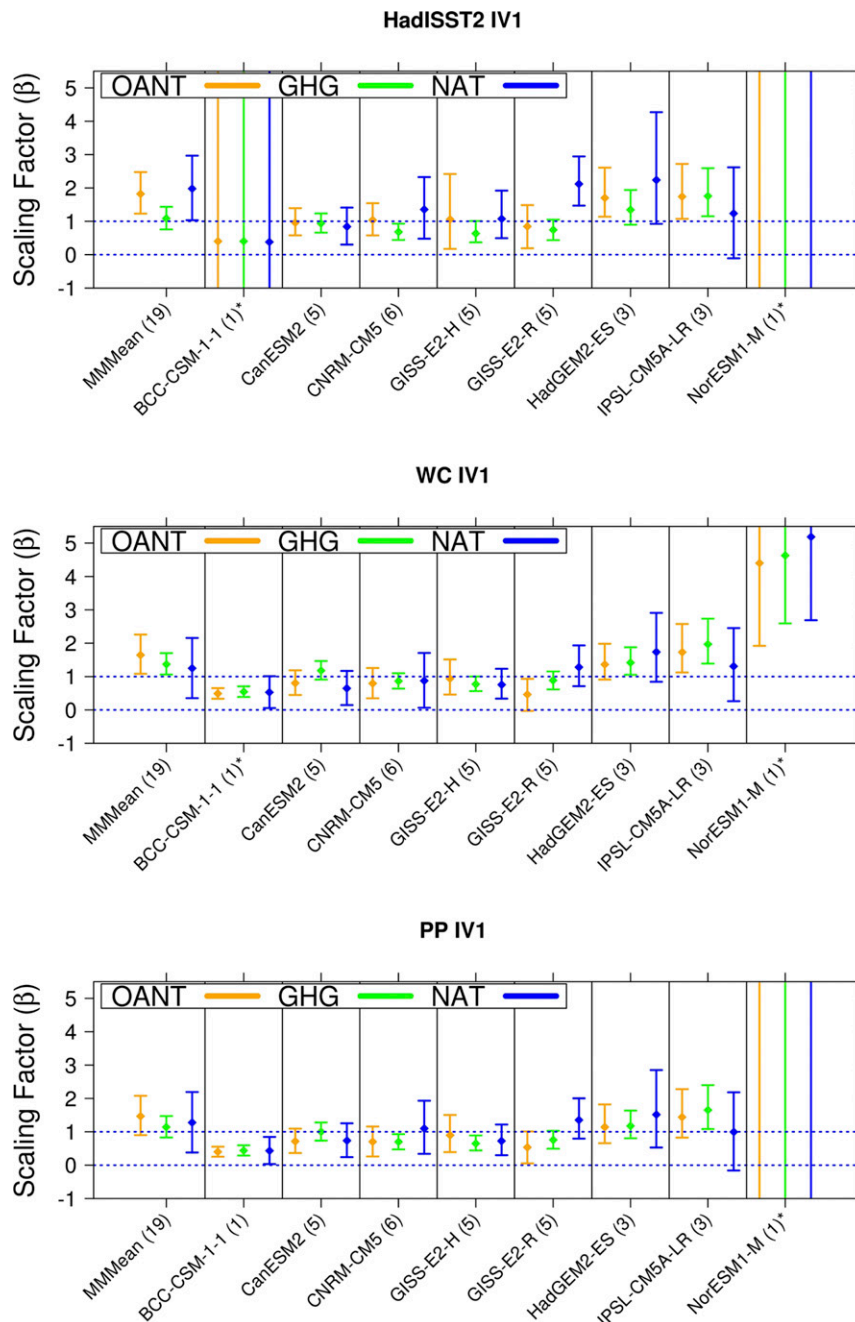 HadISST2 IV1
OANT GHG NAT
Scaling Factor (β)
5
4
3
2
1
0
-1
MMMean (19)
BCC-CSM-1-1 (1)*
CanESM2 (5)
CNRM-CM5 (6)
GISS-E2-H (5)
GISS-E2-R (5)
HadGEM2-ES (3)
IPSL-CM5A-LR (3)
NorESM1-M (1)*
WC IV1
OANT GHG NAT
Scaling Factor (β)
5
4
3
2
1
0
-1
MMMean (19)
BCC-CSM-1-1 (1)*
CanESM2 (5)
CNRM-CM5 (6)
GISS-E2-H (5)
GISS-E2-R (5)
HadGEM2-ES (3)
IPSL-CM5A-LR (3)
NorESM1-M (1)*
PP IV1
OANT GHG NAT
Scaling Factor (β)
5
4
3
2
1
0
-1
MMMean (19)
BCC-CSM-1-1 (1)
CanESM2 (5)
CNRM-CM5 (6)
GISS-E2-H (5)
GISS-E2-R (5)
HadGEM2-ES (3)
IPSL-CM5A-LR (3)
NorESM1-M (1)*